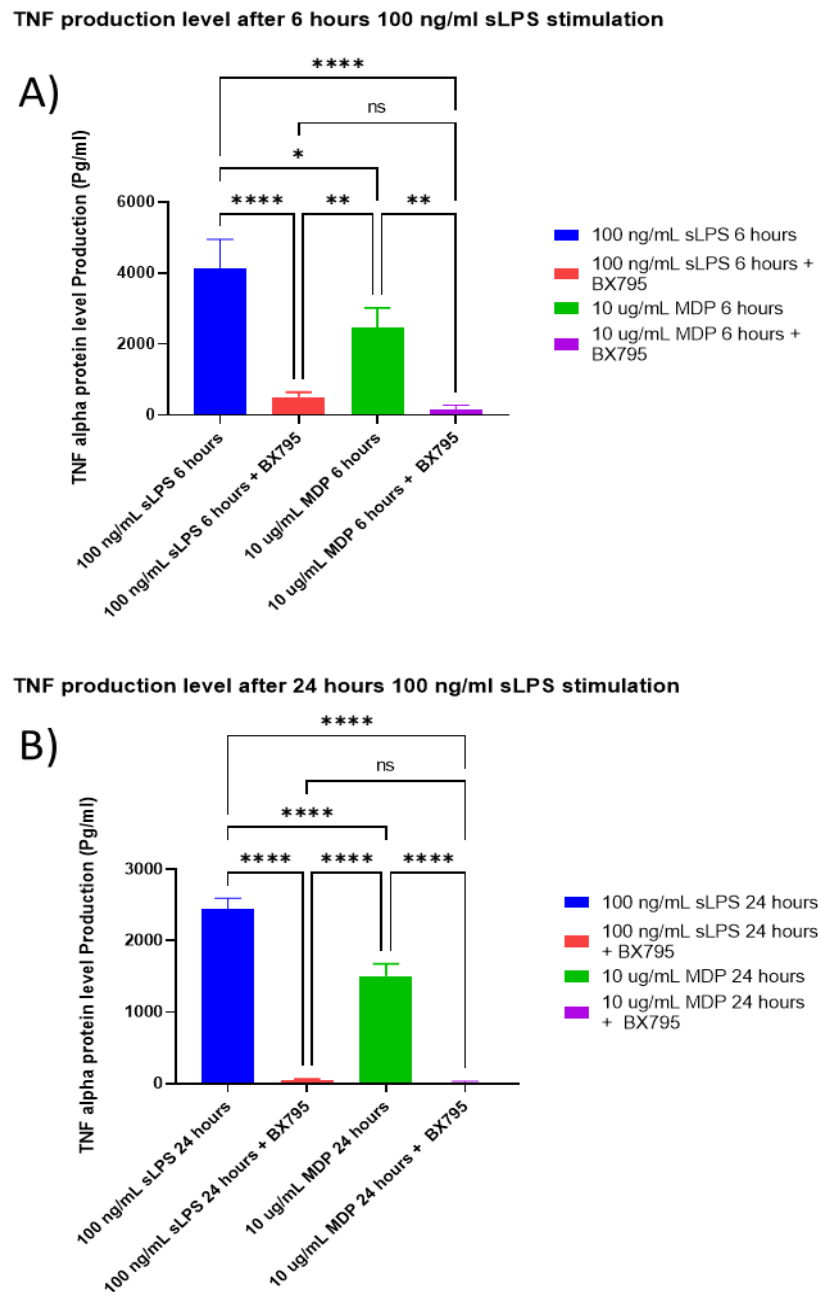 TNF production level after 6 hours 100 ng/ml sLPS stimulation
A)
****
ns
*
**** ** **
TNF alpha protein level Production (Pg/ml)
6000
4000
2000
0
100 ng/mL sLPS 6 hours
100 ng/mL sLPS 6 hours + BX795
10 ug/mL MDP 6 hours
10 ug/mL MDP 6 hours + BX795
100 ng/mL sLPS 6 hours
100 ng/mL sLPS 6 hours +
BX795
10 ug/mL MDP 6 hours
10 ug/mL MDP 6 hours +
BX795
TNF production level after 24 hours 100 ng/ml sLPS stimulation
B)
****
ns
****
**** **** ****
TNF alpha protein level Production (Pg/ml)
3000
2000
1000
0
100 ng/mL sLPS 24 hours
100 ng/mL sLPS 24 hours + BX795
10 ug/mL MDP 24 hours
10 ug/mL MDP 24 hours + BX795
100 ng/mL sLPS 24 hours
100 ng/mL sLPS 24 hours
+ BX795
10 ug/mL MDP 24 hours
10 ug/mL MDP 24 hours
+ BX795